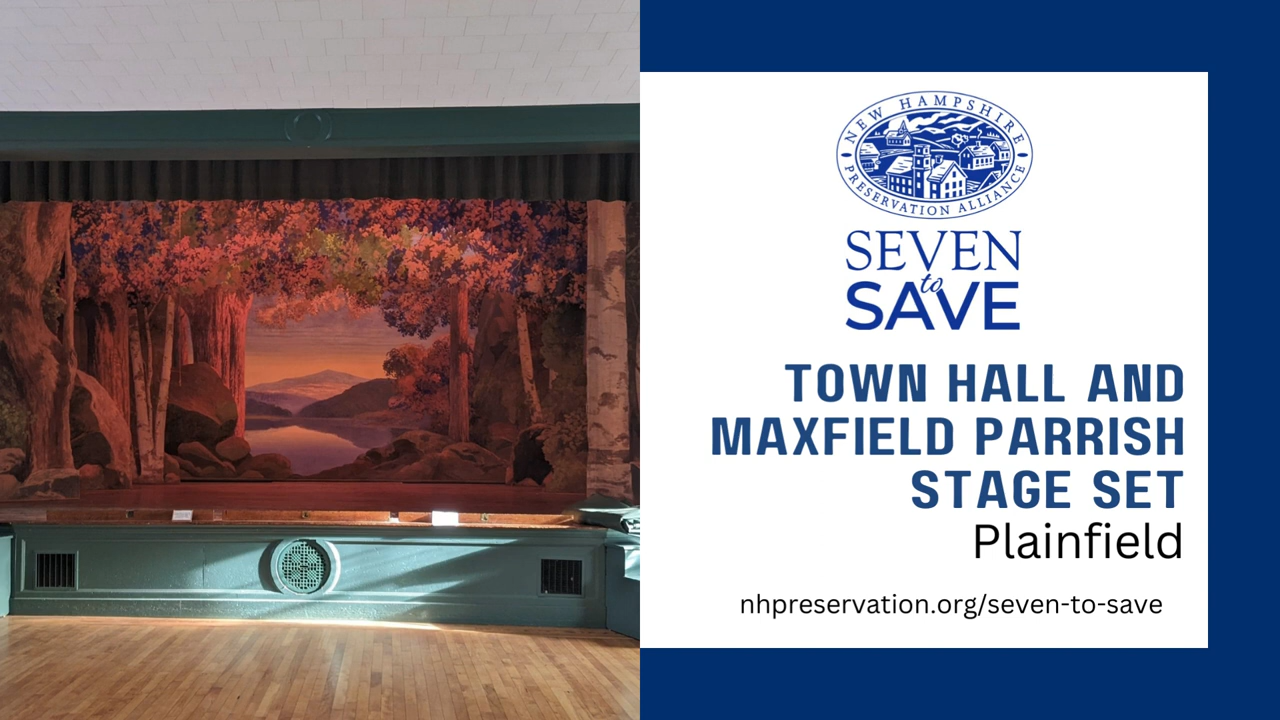 NEW HAMPSHIRE
PRESERVATION ALLIANCE
SEVEN
to
SAVE
TOWN HALL AND
MAXFIELD PARRISH
STAGE SET
Plainfield
nhpreservation.org/seven-to-save